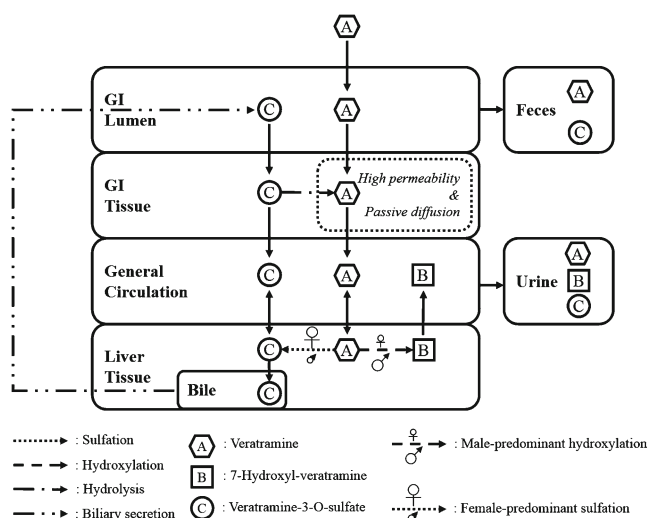 A
GI
Lumen
C
A
Feces
A
C
GI
Tissue
C
A
High permeability
&
Passive diffusion
General
Circulation
C
A
B
Urine
A
B
C
Liver
Tissue
C
A
B
Bile
C
: Sulfation
: Hydroxylation
: Hydrolysis
: Biliary secretion
A : Veratramine
B : 7-Hydroxyl-veratramine
C : Veratramine-3-O-sulfate
: Male-predominant hydroxylation
: Female-predominant sulfation